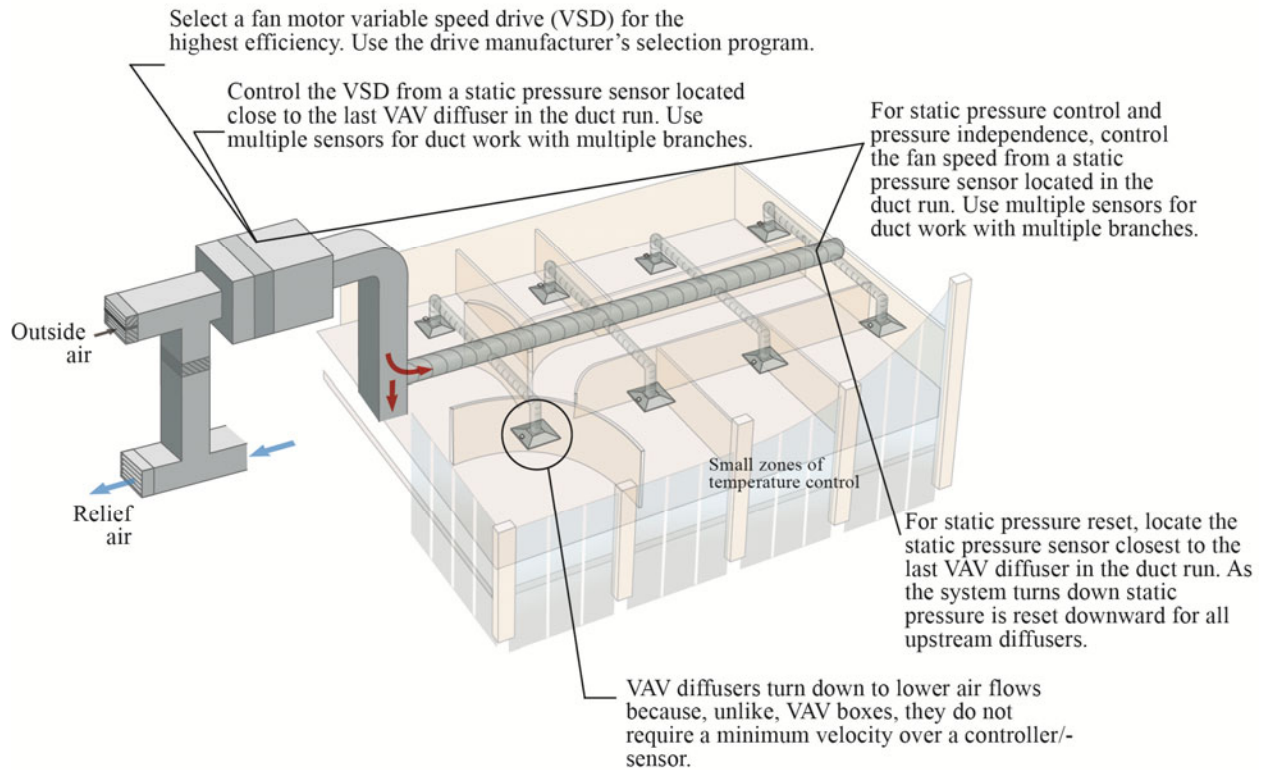 Select a fan motor variable speed drive (VSD) for the
highest efficiency. Use the drive manufacturer’s selection program.
Control the VSD from a static pressure sensor located
close to the last VAV diffuser in the duct run. Use
multiple sensors for duct work with multiple branches.
For static pressure control and
pressure independence, control
the fan speed from a static
pressure sensor located in the
duct run. Use multiple sensors for
duct work with multiple branches.
Outside
air
Relief
air
Small zones of
temperature control
For static pressure reset, locate the
static pressure sensor closest to the
last VAV diffuser in the duct run. As
the system turns down static
pressure is reset downward for all
upstream diffusers.
VAV diffusers turn down to lower air flows
because, unlike, VAV boxes, they do not
require a minimum velocity over a controller/-
sensor.